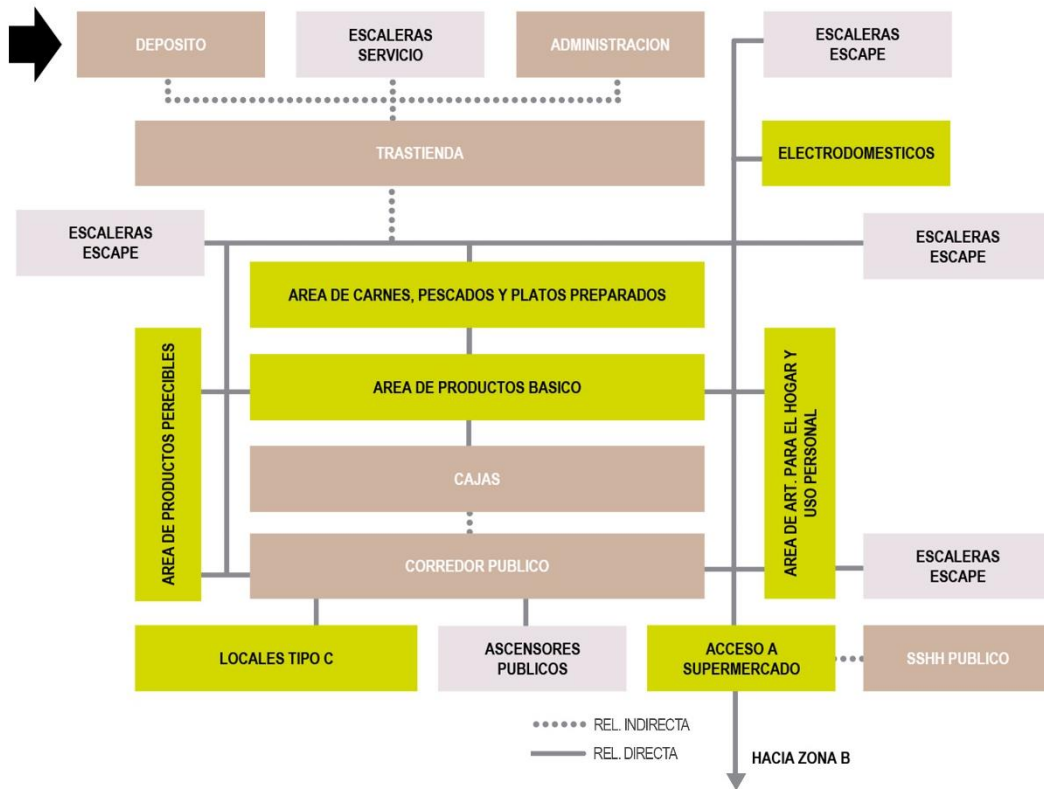 DEPOSITO
ESCALERAS
SERVICIO
ADMINISTRACION
ESCALERAS
ESCAPE
TRASTIENDA
ELECTRODOMESTICOS
ESCALERAS
ESCAPE
ESCALERAS
ESCAPE
AREA DE CARNES, PESCADOS Y PLATOS PREPARADOS
AREA DE PRODUCTOS PERECIBLES
AREA DE PRODUCTOS BASICO
AREA DE ART. PARA EL HOGAR Y
USO PERSONAL
CAJAS
CORREDOR PUBLICO
ESCALERAS
ESCAPE
LOCALES TIPO C
ASCENSORES
PUBLICOS
ACCESO A
SUPERMERCADO
SSHH PUBLICO
REL. INDIRECTA
REL. DIRECTA
HACIA ZONA B